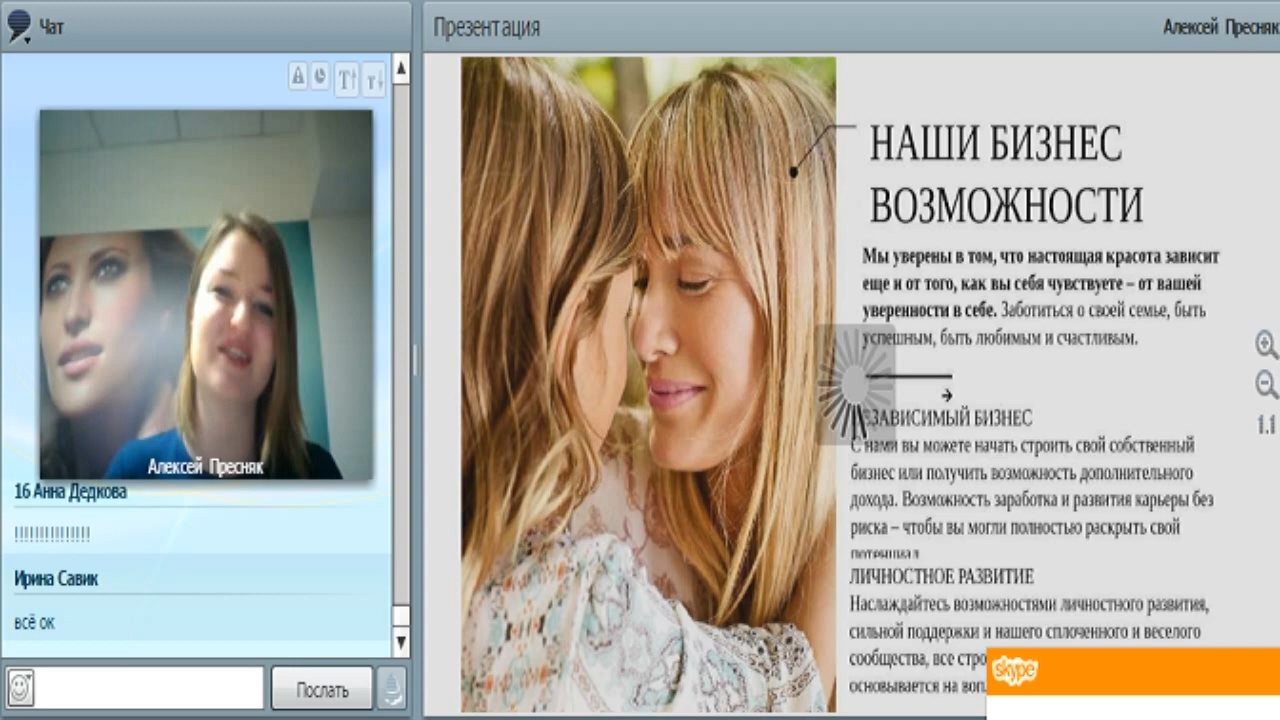 Чат
Презентация
Алексей Пресняк
НАШИ БИЗНЕС
ВОЗМОЖНОСТИ
Мы уверены в том, что настоящая красота зависит
еще и от того, как вы себя чувствуете – от вашей
уверенности в себе. Заботиться о своей семье, быть
успешным, быть любимым и счастливым.
НЕЗАВИСИМЫЙ БИЗНЕС
С нами вы можете начать строить свой собственный
бизнес или получить возможность дополнительного
дохода. Возможность заработка и развития карьеры без
риска – чтобы вы могли полностью раскрыть свой
потенциал
ЛИЧНОСТНОЕ РАЗВИТИЕ
Наслаждайтесь возможностями личностного развития,
сильной поддержки и нашего сплоченного и веселого
сообщества, все
основывается на
1:1
skype
Алексей Пресняк
16 Анна Дедкова
!!!!!!!!!!!!!!!
Ирина Савик
всё ок
Послать